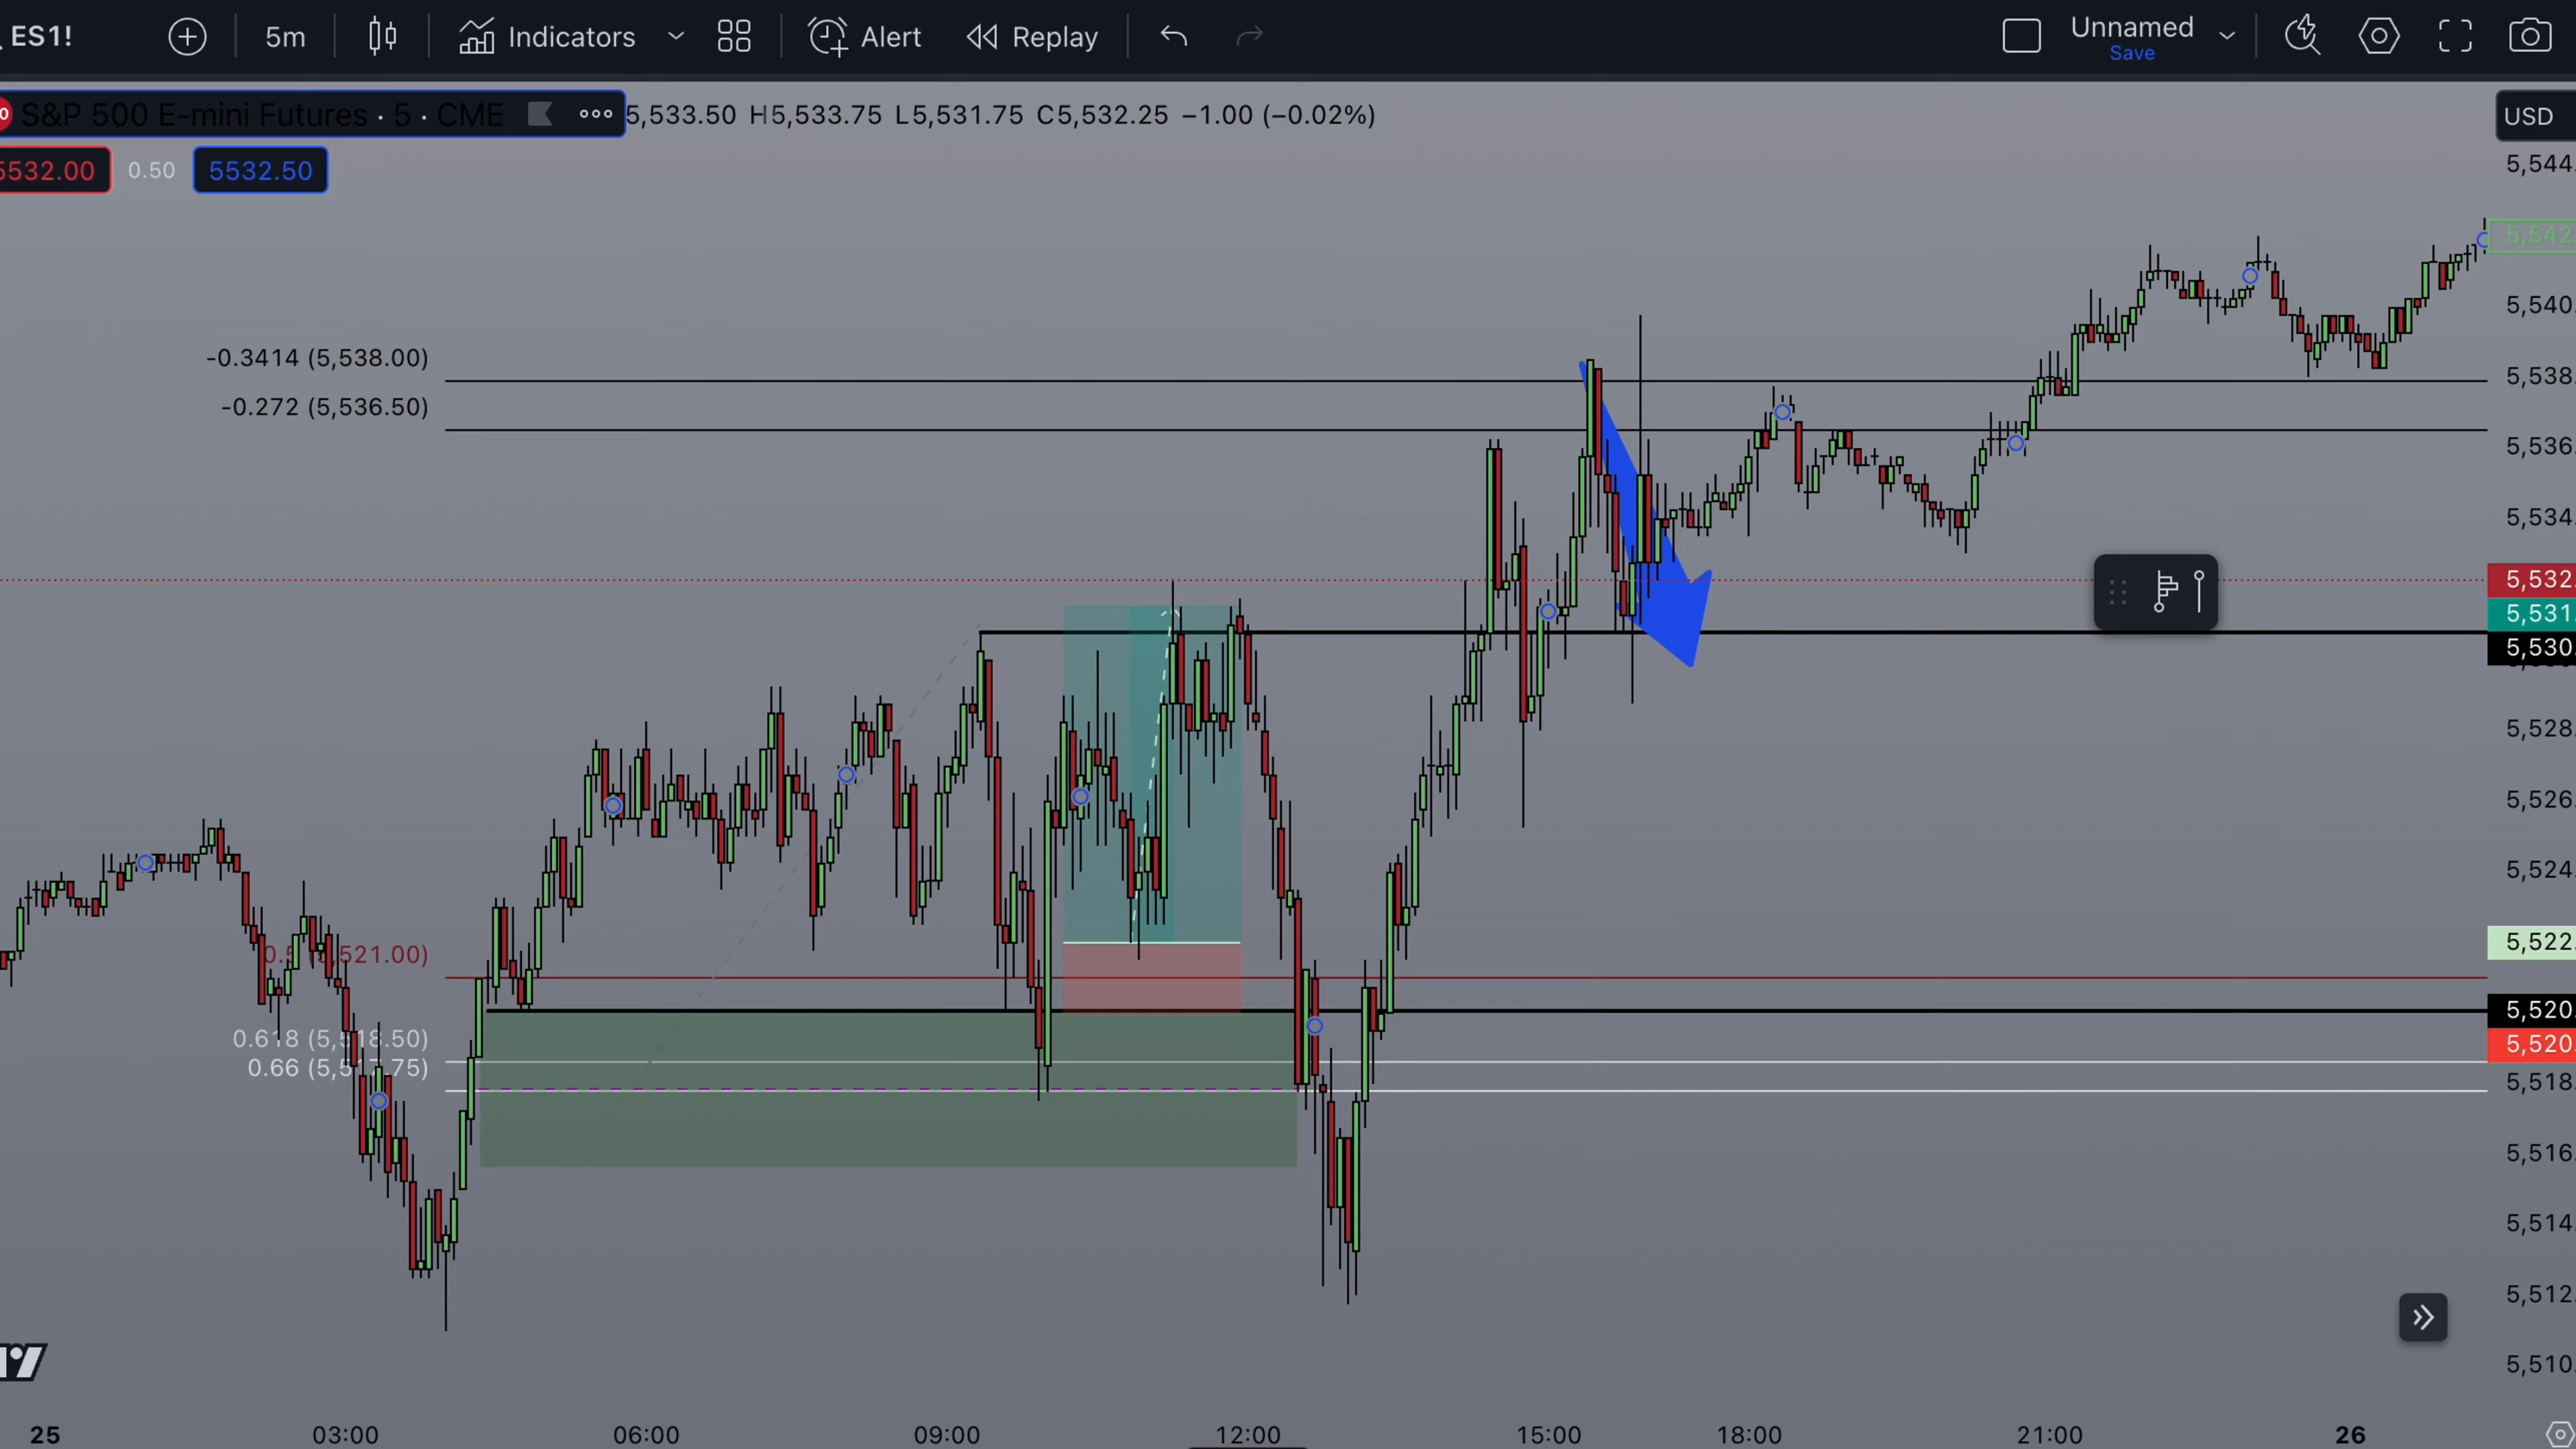 ES1!
5m
Indicators
Alert
Replay
Unnamed
Save
S&P 500 E-mini Futures · 5 · CME
5,533.50 H5,533.75 L5,531.75 C5,532.25 −1.00 (−0.02%)
USD
5532.00 0.50 5532.50
5,544.
5,542
5,540.
-0.3414 (5,538.00)
5,538.
-0.272 (5,536.50)
5,536.
5,534.
5,532.
5,531.
5,530.
5,528.
5,526.
5,524.
5,522.
0.5 (5,521.00)
5,520.
0.618 (5,518.50)
5,520.
0.66 (5,517.75)
5,518.
5,516.
5,514.
5,512.
5,510.
25 03:00 06:00 09:00 12:00 15:00 18:00 21:00 26